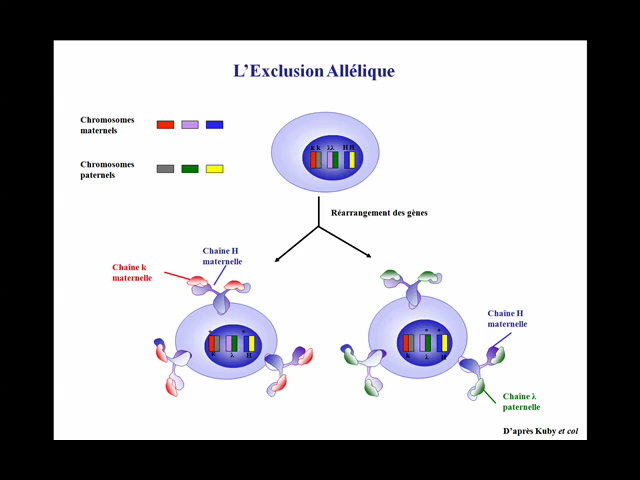 L'Exclusion Allélique
Chromosomes
maternels
Chromosomes
paternels
k k λλ H H
Réarrangement des gènes
Chaîne H
maternelle
Chaîne k
maternelle
Chaîne H
maternelle
* *
k λ H
* *
k λ H
Chaîne λ
paternelle
D'après Kuby et col